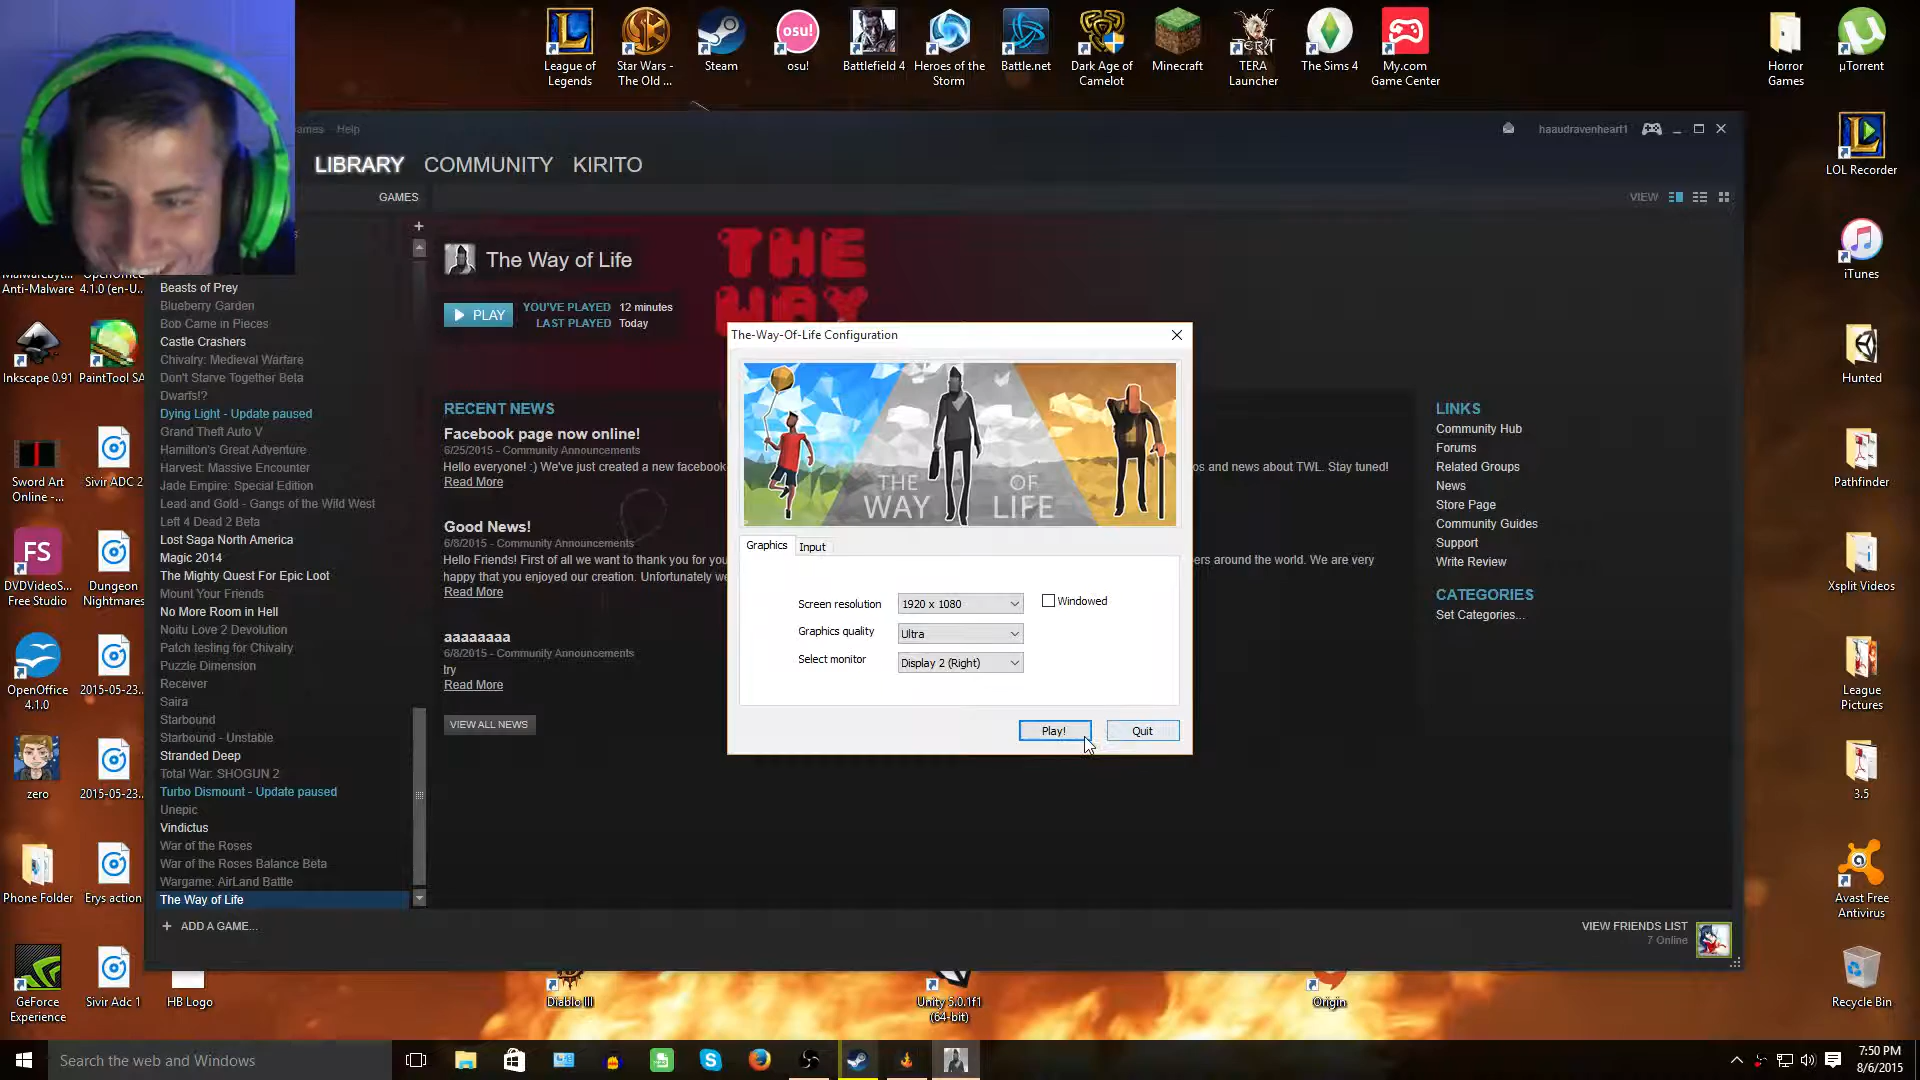 League of Legends
Star Wars - The Old ...
Steam
osu!
osu!
Battlefield 4
Heroes of the Storm
Battle.net
Dark Age of Camelot
Minecraft
TERA
TERA Launcher
The Sims 4
My.com Game Center
Horror Games
µTorrent
Help
haaudravenheart1
LIBRARY
COMMUNITY
KIRITO
GAMES
VIEW
LOL Recorder
iTunes
Hunted
Pathfinder
Xsplit Videos
League Pictures
3.5
Avast Free Antivirus
Recycle Bin
Anti-Malware
4.1.0 (en-U...
Inkscape 0.91
PaintTool SA
Sword Art Online -...
Sivir ADC 2
FS
DVDVideoS... Free Studio
Dungeon Nightmares
OpenOffice 4.1.0
2015-05-23...
zero
2015-05-23...
Phone Folder
Erys action
GeForce Experience
Sivir Adc 1
HB Logo
Beasts of Prey
Blueberry Garden
Bob Came in Pieces
Castle Crashers
Chivalry: Medieval Warfare
Don't Starve Together Beta
Dwarfs!?
Dying Light - Update paused
Grand Theft Auto V
Hamilton's Great Adventure
Harvest: Massive Encounter
Jade Empire: Special Edition
Lead and Gold - Gangs of the Wild West
Left 4 Dead 2 Beta
Lost Saga North America
Magic 2014
The Mighty Quest For Epic Loot
Mount Your Friends
No More Room in Hell
Noitu Love 2 Devolution
Patch testing for Chivalry
Puzzle Dimension
Receiver
Saira
Starbound
Starbound - Unstable
Stranded Deep
Total War: SHOGUN 2
Turbo Dismount - Update paused
Unepic
Vindictus
War of the Roses
War of the Roses Balance Beta
Wargame: AirLand Battle
The Way of Life
+ ADD A GAME...
The Way of Life
THE
WAY
PLAY
YOU'VE PLAYED 12 minutes
LAST PLAYED Today
RECENT NEWS
Facebook page now online!
6/25/2015 - Community Announcements
Hello everyone! :) We've just created a new facebook
os and news about TWL. Stay tuned!
Read More
Good News!
6/8/2015 - Community Announcements
Hello Friends! First of all we want to thank you for you
ers around the world. We are very
happy that you enjoyed our creation. Unfortunately we
Read More
aaaaaaaa
6/8/2015 - Community Announcements
try
Read More
VIEW ALL NEWS
The-Way-Of-Life Configuration
THE WAY OF LIFE
Graphics
Input
Screen resolution
1920 x 1080
Windowed
Graphics quality
Ultra
Select monitor
Display 2 (Right)
Play!
Quit
LINKS
Community Hub
Forums
Related Groups
News
Store Page
Community Guides
Support
Write Review
CATEGORIES
Set Categories...
VIEW FRIENDS LIST
7 Online
Diablo III
Unity 5.0.1f1 (64-bit)
Origin
Search the web and Windows
7:50 PM
8/6/2015